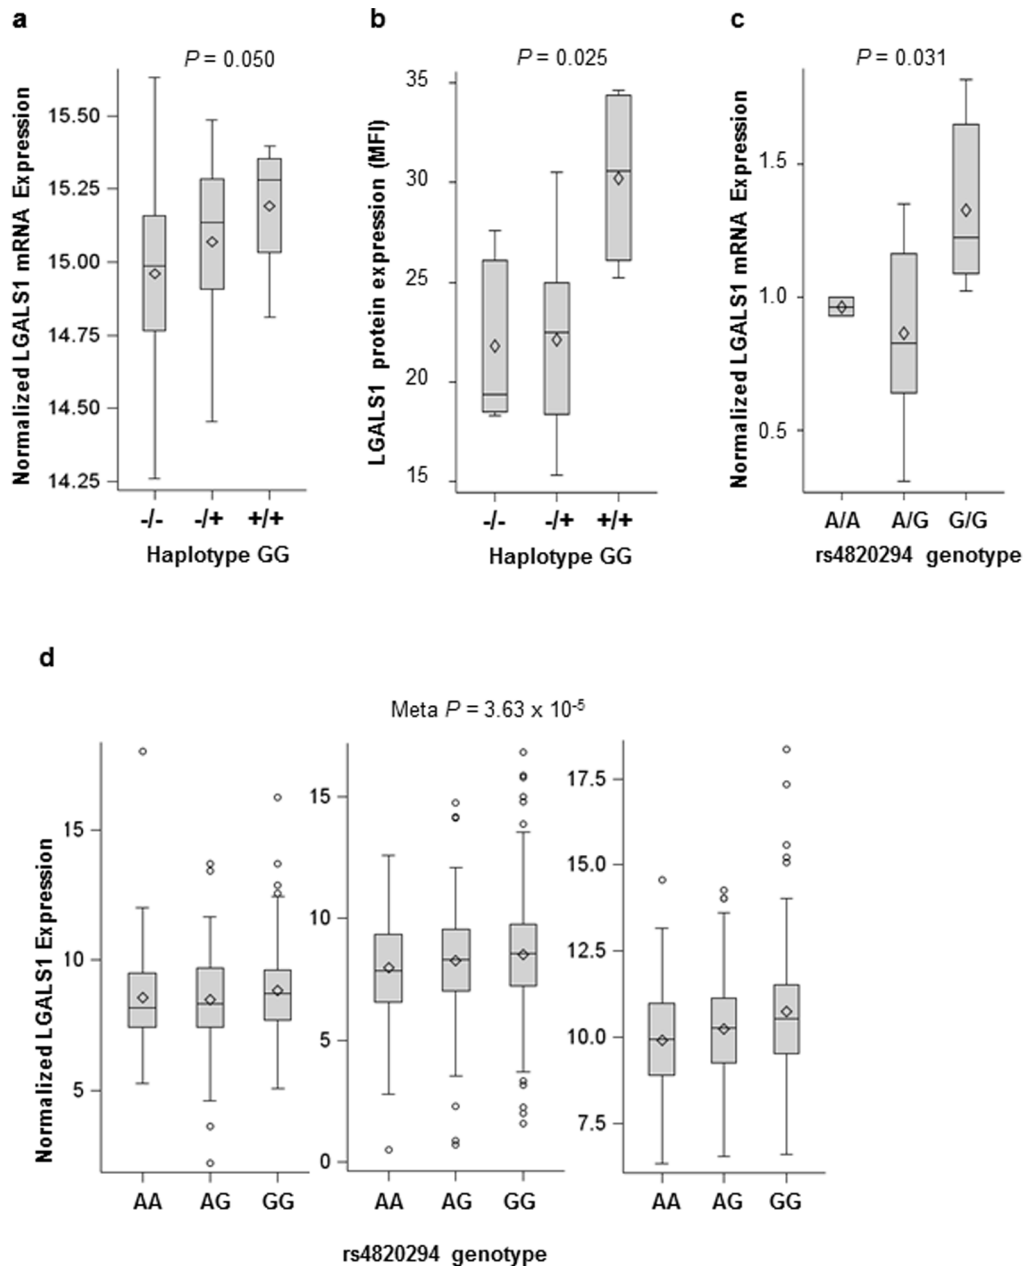 a
P = 0.050
Normalized LGALS1 mRNA Expression
15.50
15.25
15.00
14.75
14.50
14.25
-/- -/+ +/+
Haplotype GG
b
P = 0.025
LGALS1 protein expression (MFI)
35
30
25
20
15
-/- -/+ +/+
Haplotype GG
c
P = 0.031
Normalized LGALS1 mRNA Expression
1.5
1.0
0.5
A/A A/G G/G
rs4820294 genotype
d
Meta P = 3.63 x 10⁻⁵
Normalized LGALS1 Expression
15
10
5
AA AG GG
15
10
5
0
AA AG GG
17.5
15.0
12.5
10.0
7.5
AA AG GG
rs4820294 genotype